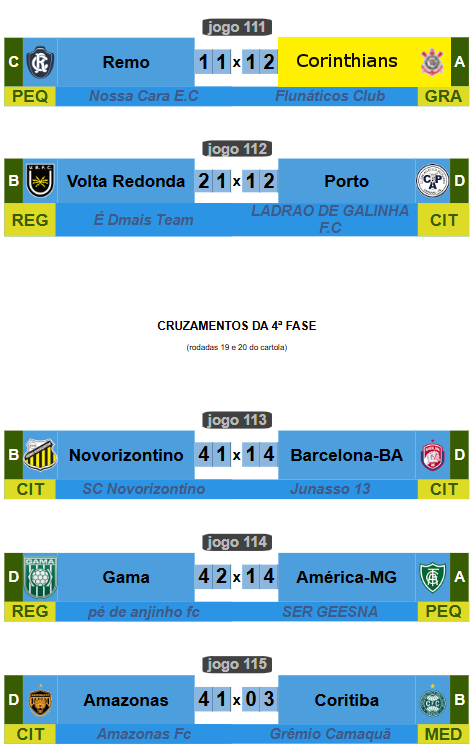 jogo 111
C Remo 1 1 x 1 2 Corinthians A
PEQ Nossa Cara E.C Flunáticos Club GRA
jogo 112
B Volta Redonda 2 1 x 1 2 Porto D
REG É Dmais Team LADRAO DE GALINHA F.C CIT
CRUZAMENTOS DA 4ª FASE
(rodadas 19 e 20 do cartola)
jogo 113
B Novorizontino 4 1 x 1 4 Barcelona-BA D
CIT SC Novorizontino Junasso 13 CIT
jogo 114
D GAMA Gama 4 2 x 1 4 América-MG A
REG pé de anjinho fc SER GEESNA PEQ
jogo 115
D Amazonas 4 1 x 0 3 Coritiba B
CIT Amazonas Fc Grêmio Camaquã MED